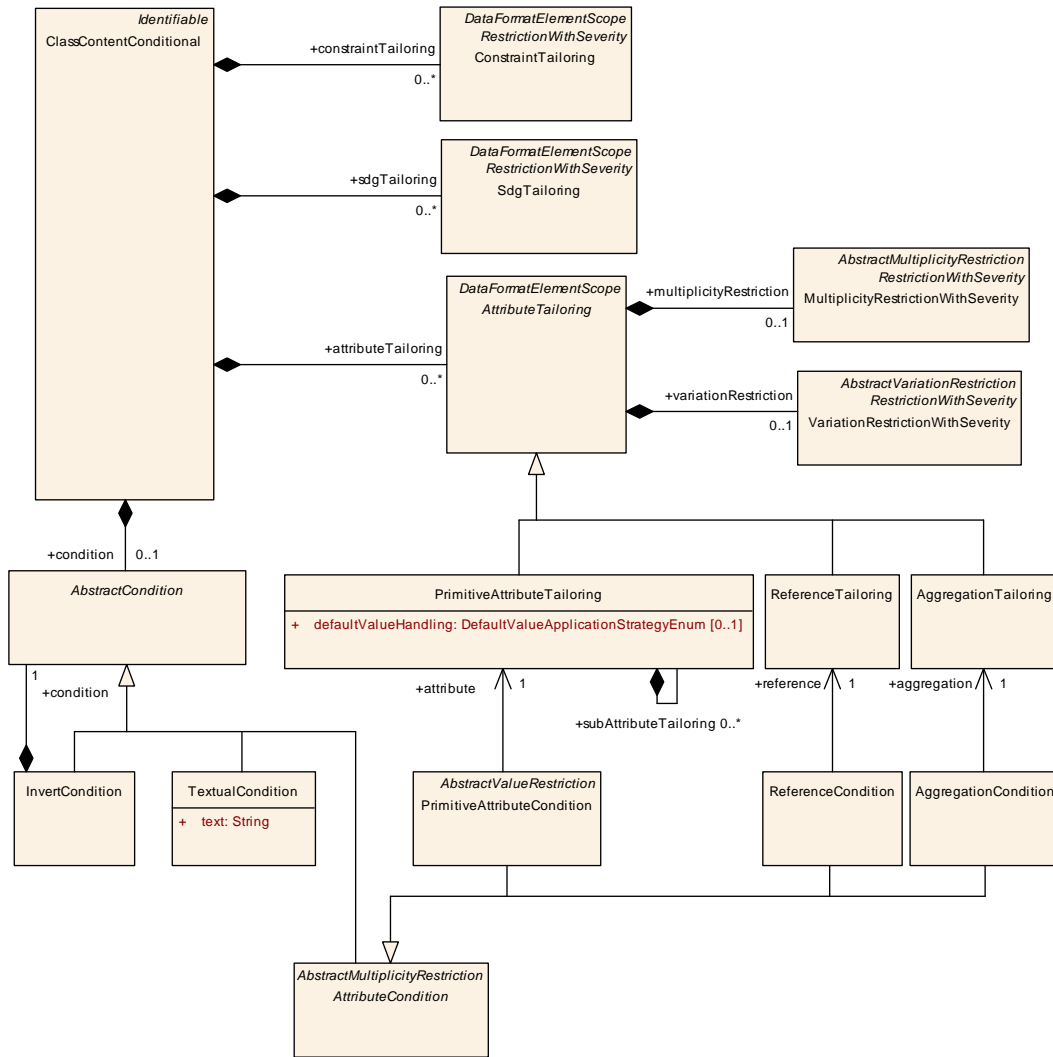 Identifiable
ClassContentConditional
+constraintTailoring
0..*
DataFormatElementScope
RestrictionWithSeverity
ConstraintTailoring
+sdgTailoring
0..*
DataFormatElementScope
RestrictionWithSeverity
SdgTailoring
+attributeTailoring
0..*
DataFormatElementScope
AttributeTailoring
+multiplicityRestriction
0..1
AbstractMultiplicityRestriction
RestrictionWithSeverity
MultiplicityRestrictionWithSeverity
+variationRestriction
0..1
AbstractVariationRestriction
RestrictionWithSeverity
VariationRestrictionWithSeverity
+condition 0..1
AbstractCondition
PrimitiveAttributeTailoring
+ defaultValueHandling: DefaultValueApplicationStrategyEnum [0..1]
ReferenceTailoring
AggregationTailoring
1
+condition
+attribute 1
+subAttributeTailoring 0..*
+reference 1
+aggregation 1
InvertCondition
TextualCondition
+ text: String
AbstractValueRestriction
PrimitiveAttributeCondition
ReferenceCondition
AggregationCondition
AbstractMultiplicityRestriction
AttributeCondition